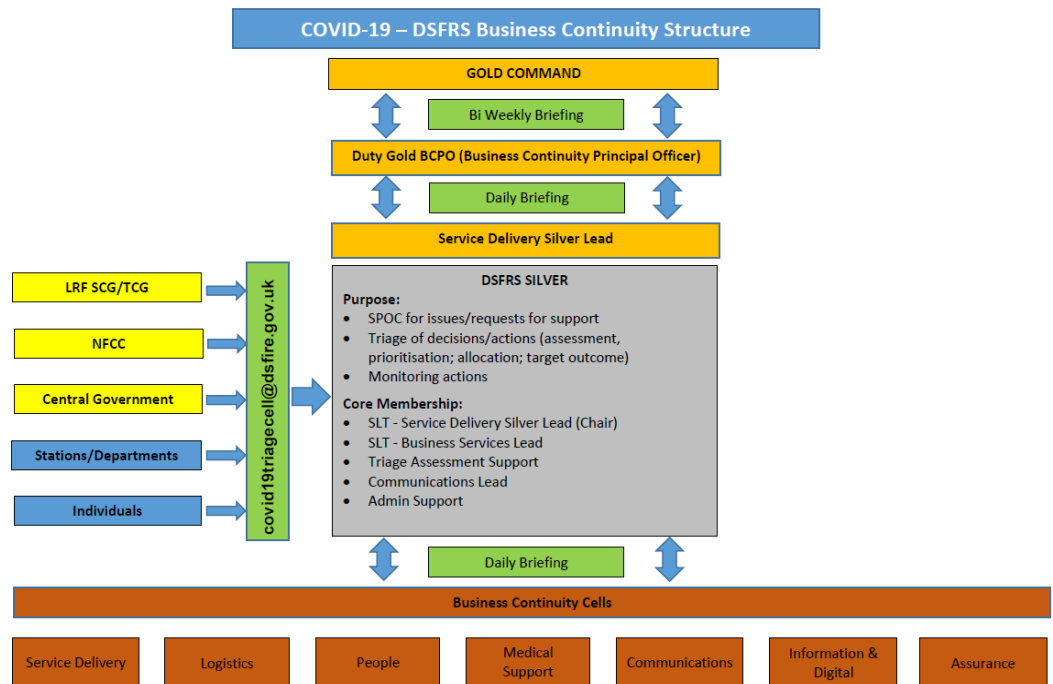 COVID-19 – DSFRS Business Continuity Structure
GOLD COMMAND
Bi Weekly Briefing
Duty Gold BCPO (Business Continuity Principal Officer)
Daily Briefing
Service Delivery Silver Lead
LRF SCG/TCG
NFCC
Central Government
Stations/Departments
Individuals
covid19triagecell@dsfire.gov.uk
DSFRS SILVER
Purpose:
• SPOC for issues/requests for support
• Triage of decisions/actions (assessment,
prioritisation; allocation; target outcome)
• Monitoring actions
Core Membership:
• SLT - Service Delivery Silver Lead (Chair)
• SLT - Business Services Lead
• Triage Assessment Support
• Communications Lead
• Admin Support
Daily Briefing
Business Continuity Cells
Service Delivery
Logistics
People
Medical
Support
Communications
Information &
Digital
Assurance